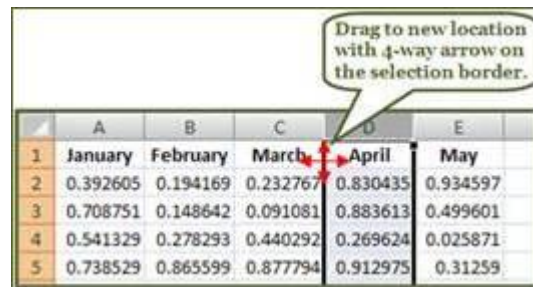 Drag to new location
with 4-way arrow on
the selection border.
A B C D E
1 January February March April May
2 0.392605 0.194169 0.232767 0.830435 0.934597
3 0.708751 0.148642 0.091081 0.883613 0.499601
4 0.541329 0.278293 0.440292 0.269624 0.025871
5 0.738529 0.865599 0.877794 0.912975 0.31259